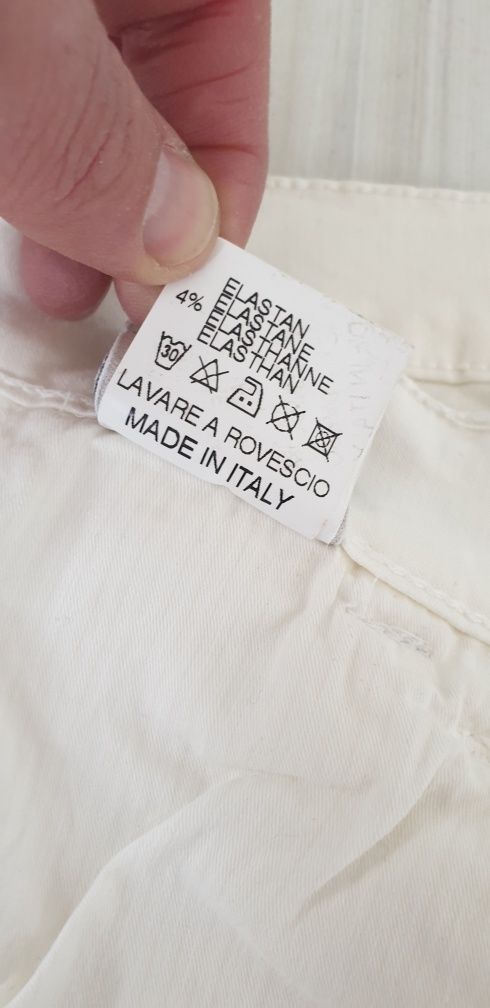 4% ELASTAN
ELASTANE
ELASTHANNE
ELASTHAN
30
LAVARE A ROVESCIO
MADE IN ITALY